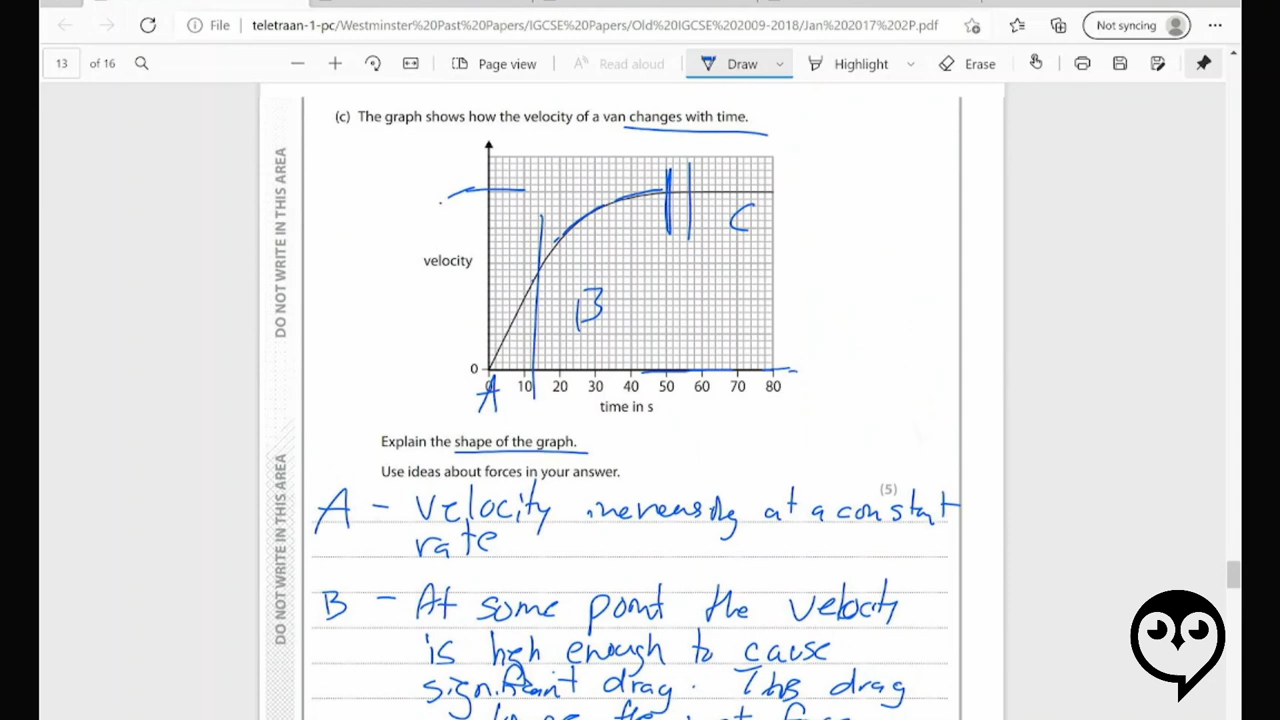 File
teletraan-1-pc/Westminster%20Past%20Papers/IGCSE%20Papers/Old%20IGCSE%202009-2018/Jan%202017%202P.pdf
Not syncing
13 of 16
Page view
Read aloud
Draw
Highlight
Erase
DO NOT WRITE IN THIS AREA
DO NOT WRITE IN THIS AREA
(c) The graph shows how the velocity of a van changes with time.
velocity
C
B
0
0 10 20 30 40 50 60 70 80
A
time in s
Explain the shape of the graph.
Use ideas about forces in your answer.
(5)
A - velocity increasing at a constant
rate
B - At some point the velocity
is high enough to cause
significant drag. This drag
the net force